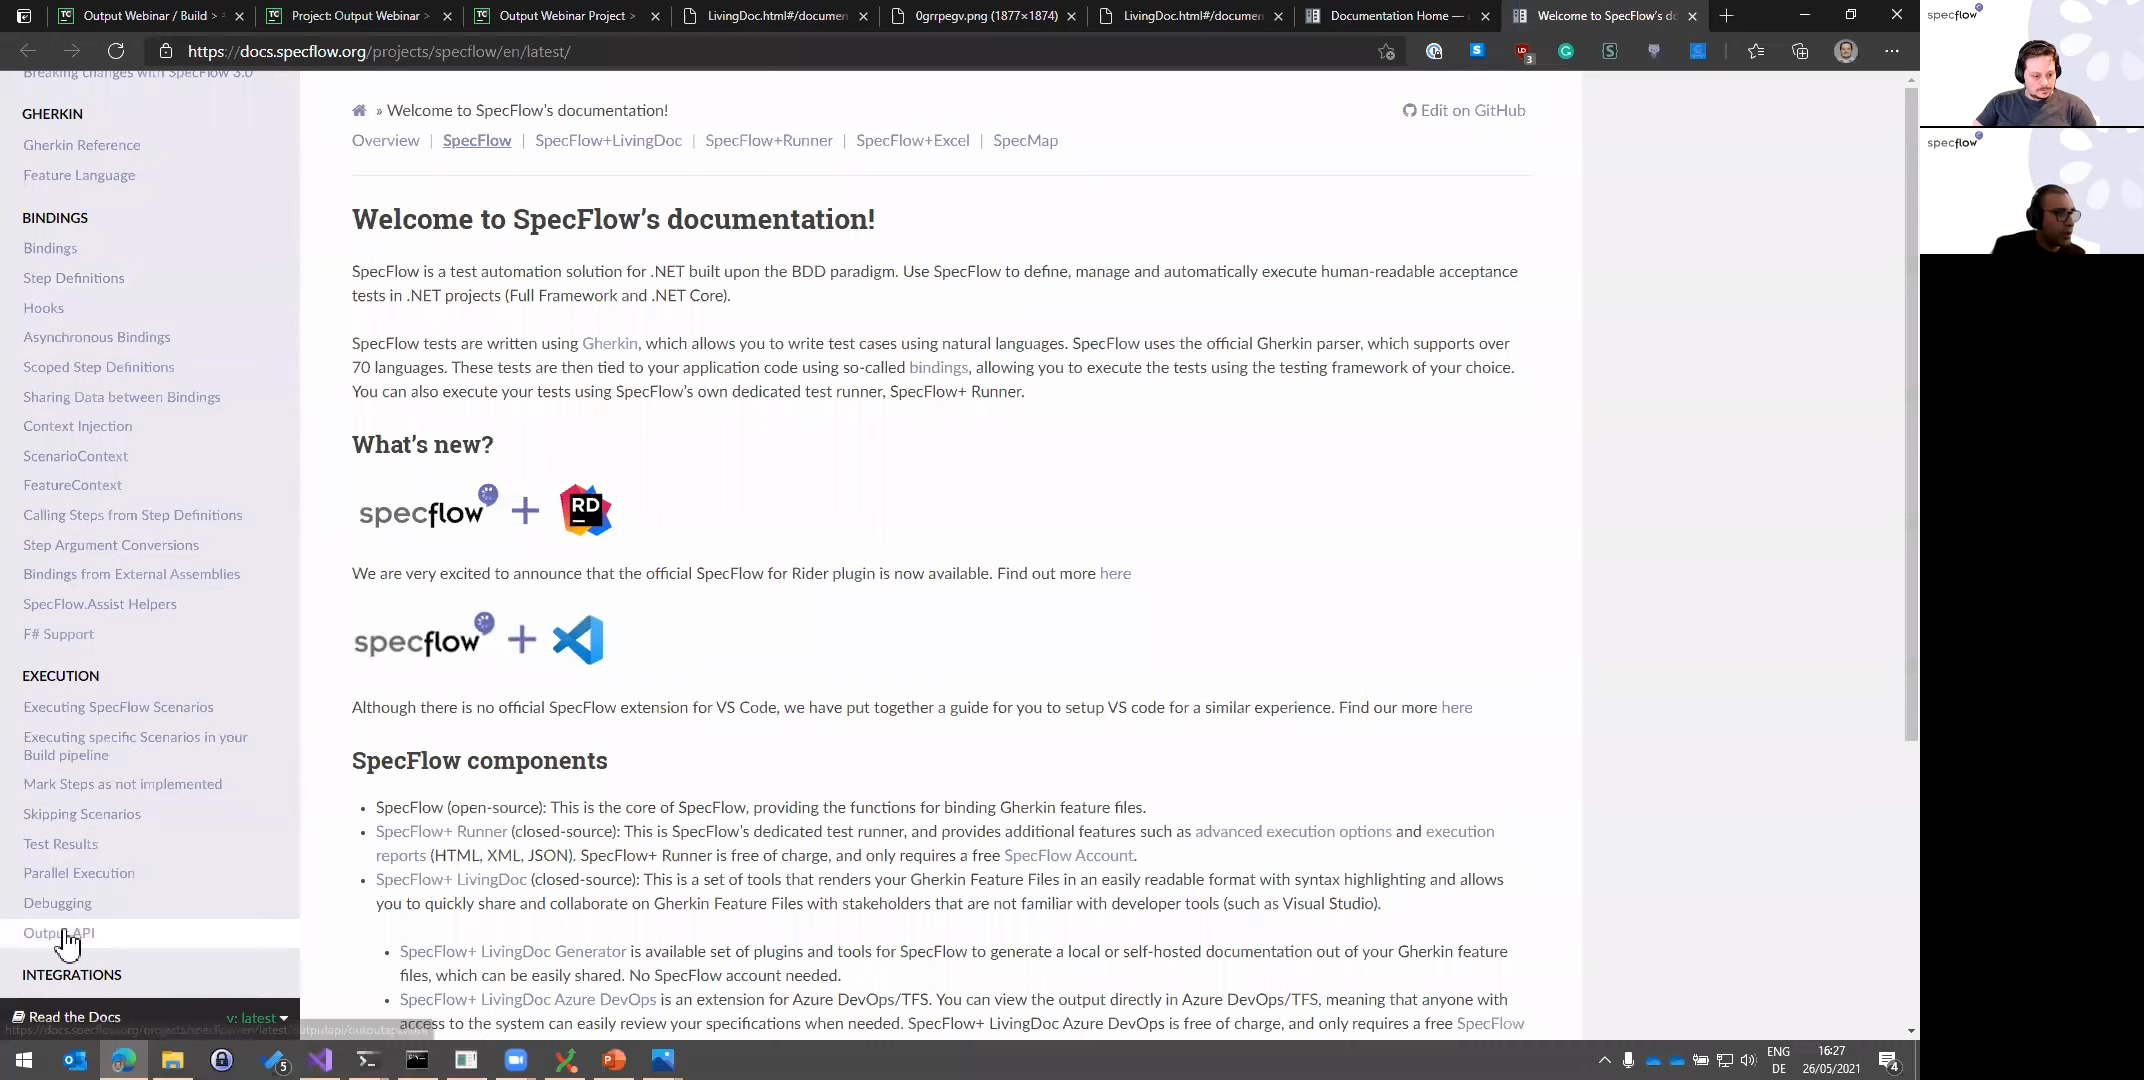 Output Webinar / Build >
Project: Output Webinar >
Output Webinar Project >
LivingDoc.html#/documen
0grrpegv.png (1877×1874)
LivingDoc.html#/documen
Documentation Home —
Welcome to SpecFlow's dc
https://docs.specflow.org/projects/specflow/en/latest/
3
Breaking changes with SpecFlow 3.0
GHERKIN
Gherkin Reference
Feature Language
BINDINGS
Bindings
Step Definitions
Hooks
Asynchronous Bindings
Scoped Step Definitions
Sharing Data between Bindings
Context Injection
ScenarioContext
FeatureContext
Calling Steps from Step Definitions
Step Argument Conversions
Bindings from External Assemblies
SpecFlow.Assist Helpers
F# Support
EXECUTION
Executing SpecFlow Scenarios
Executing specific Scenarios in your
Build pipeline
Mark Steps as not implemented
Skipping Scenarios
Test Results
Parallel Execution
Debugging
Output API
INTEGRATIONS
Read the Docs
v: latest
» Welcome to SpecFlow's documentation!
Edit on GitHub
Overview | SpecFlow | SpecFlow+LivingDoc | SpecFlow+Runner | SpecFlow+Excel | SpecMap
Welcome to SpecFlow's documentation!
SpecFlow is a test automation solution for .NET built upon the BDD paradigm. Use SpecFlow to define, manage and automatically execute human-readable acceptance
tests in .NET projects (Full Framework and .NET Core).
SpecFlow tests are written using Gherkin, which allows you to write test cases using natural languages. SpecFlow uses the official Gherkin parser, which supports over
70 languages. These tests are then tied to your application code using so-called bindings, allowing you to execute the tests using the testing framework of your choice.
You can also execute your tests using SpecFlow's own dedicated test runner, SpecFlow+ Runner.
What's new?
specflow + RD
We are very excited to announce that the official SpecFlow for Rider plugin is now available. Find out more here
specflow +
Although there is no official SpecFlow extension for VS Code, we have put together a guide for you to setup VS code for a similar experience. Find our more here
SpecFlow components
• SpecFlow (open-source): This is the core of SpecFlow, providing the functions for binding Gherkin feature files.
• SpecFlow+ Runner (closed-source): This is SpecFlow's dedicated test runner, and provides additional features such as advanced execution options and execution
reports (HTML, XML, JSON). SpecFlow+ Runner is free of charge, and only requires a free SpecFlow Account.
• SpecFlow+ LivingDoc (closed-source): This is a set of tools that renders your Gherkin Feature Files in an easily readable format with syntax highlighting and allows
you to quickly share and collaborate on Gherkin Feature Files with stakeholders that are not familiar with developer tools (such as Visual Studio).
• SpecFlow+ LivingDoc Generator is available set of plugins and tools for SpecFlow to generate a local or self-hosted documentation out of your Gherkin feature
files, which can be easily shared. No SpecFlow account needed.
• SpecFlow+ LivingDoc Azure DevOps is an extension for Azure DevOps/TFS. You can view the output directly in Azure DevOps/TFS, meaning that anyone with
access to the system can easily review your specifications when needed. SpecFlow+ LivingDoc Azure DevOps is free of charge, and only requires a free SpecFlow
specflow
specflow
5
ENG
DE
16:27
26/05/2021
4